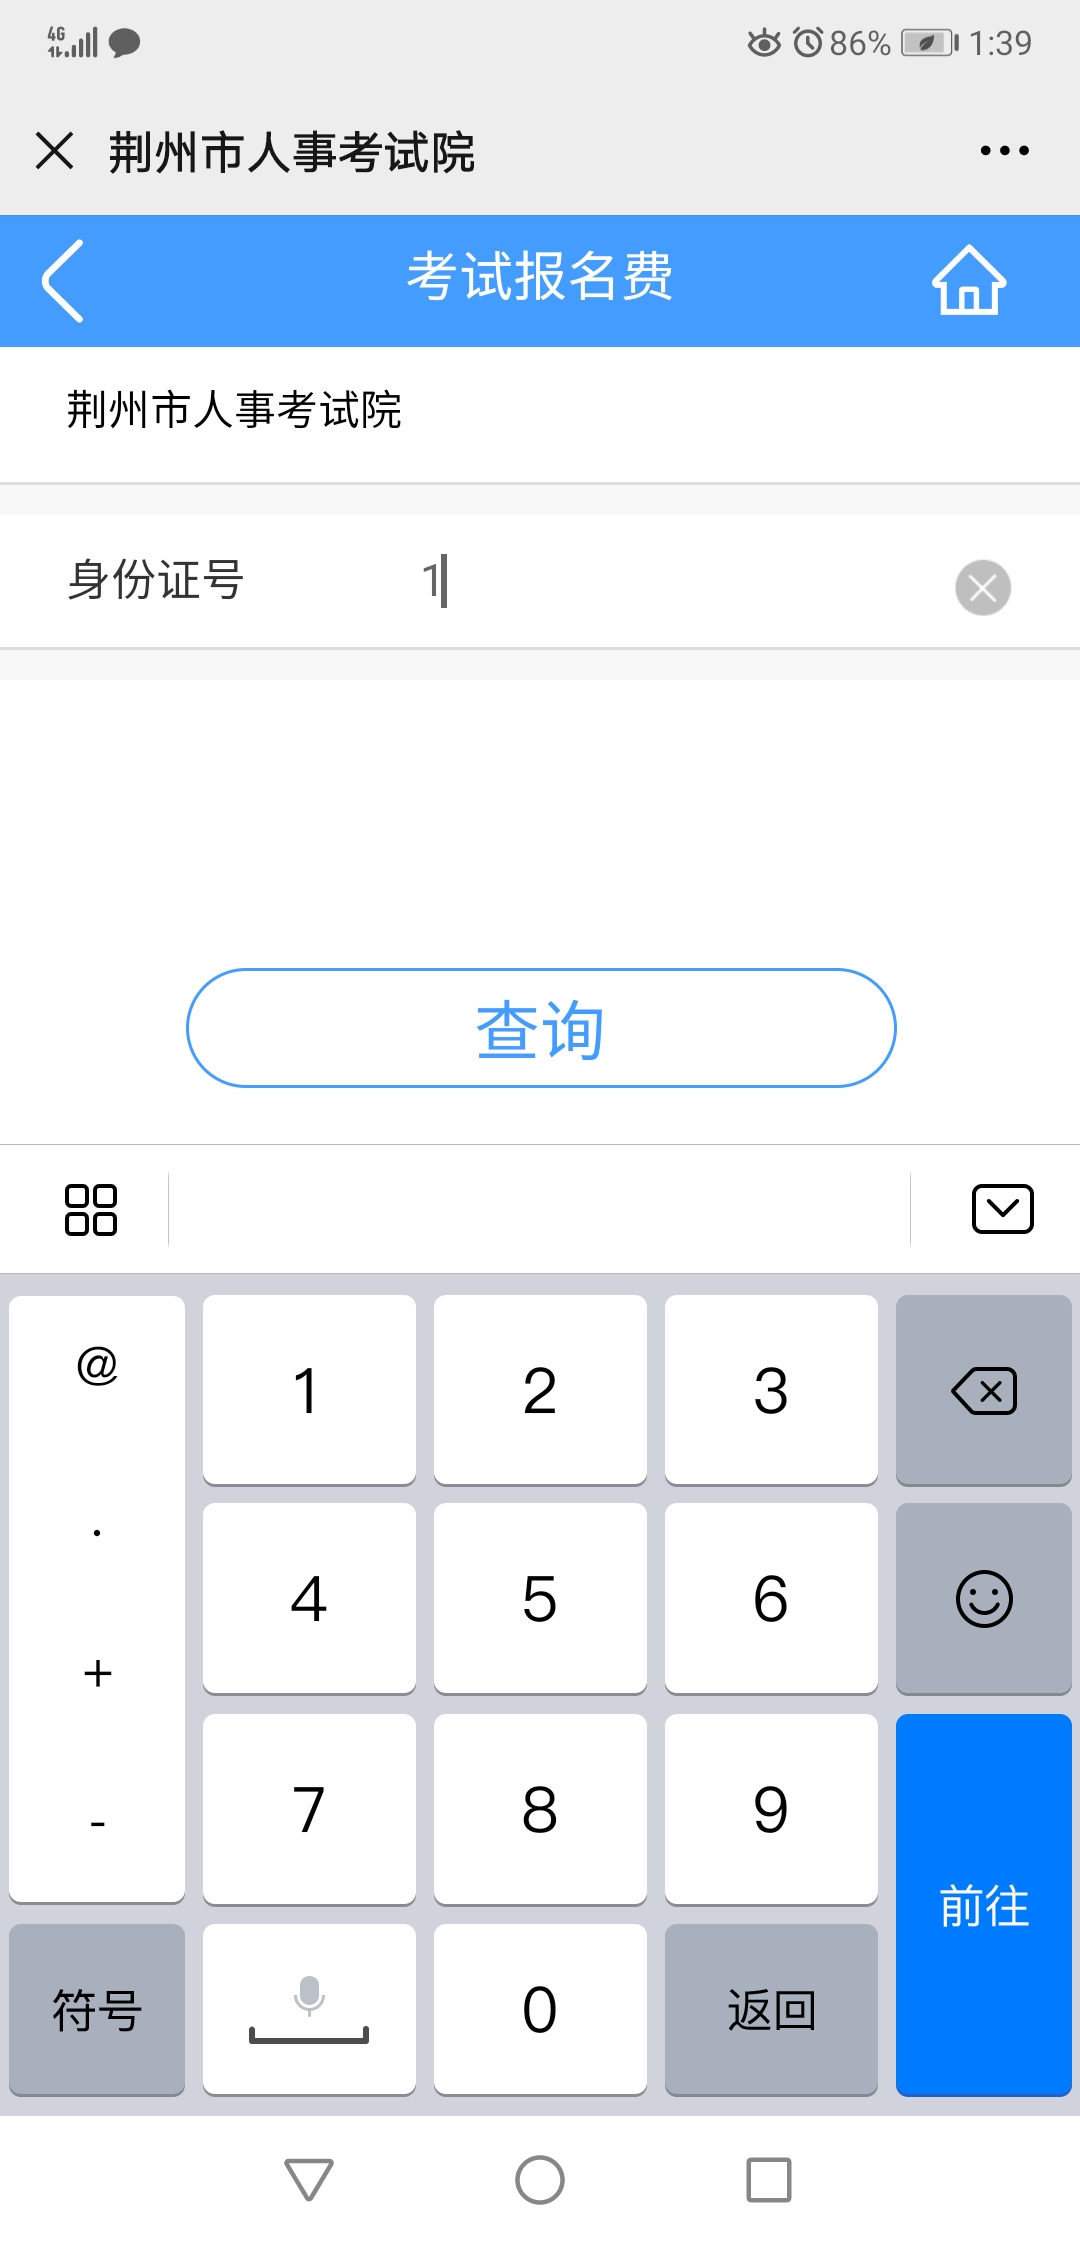 4G 86% 1:39
荆州市人事考试院
考试报名费
荆州市人事考试院
身份证号 1
查询
@ 1 2 3
.
4 5 6
+
7 8 9
-
前往
符号 0 返回